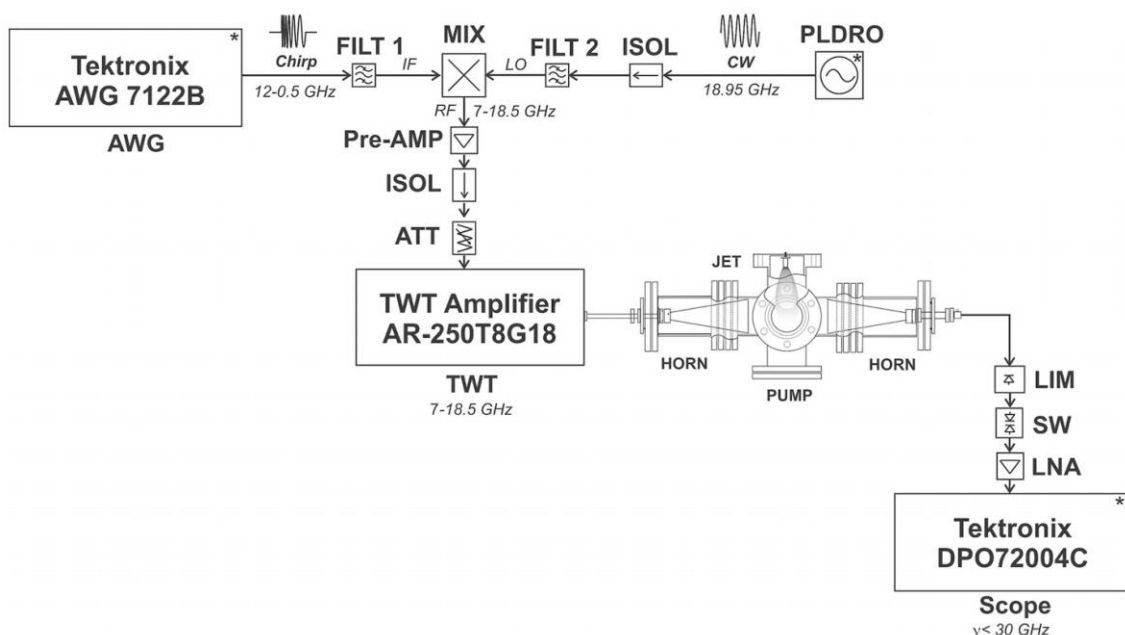 Tektronix
AWG 7122B
*
AWG
Chirp
12-0.5 GHz
FILT 1
IF
MIX
LO
FILT 2
ISOL
CW
18.95 GHz
PLDRO
*
RF
7-18.5 GHz
Pre-AMP
ISOL
ATT
TWT Amplifier
AR-250T8G18
TWT
7-18.5 GHz
JET
HORN
HORN
PUMP
LIM
SW
LNA
Tektronix
DPO72004C
*
Scope
ν< 30 GHz